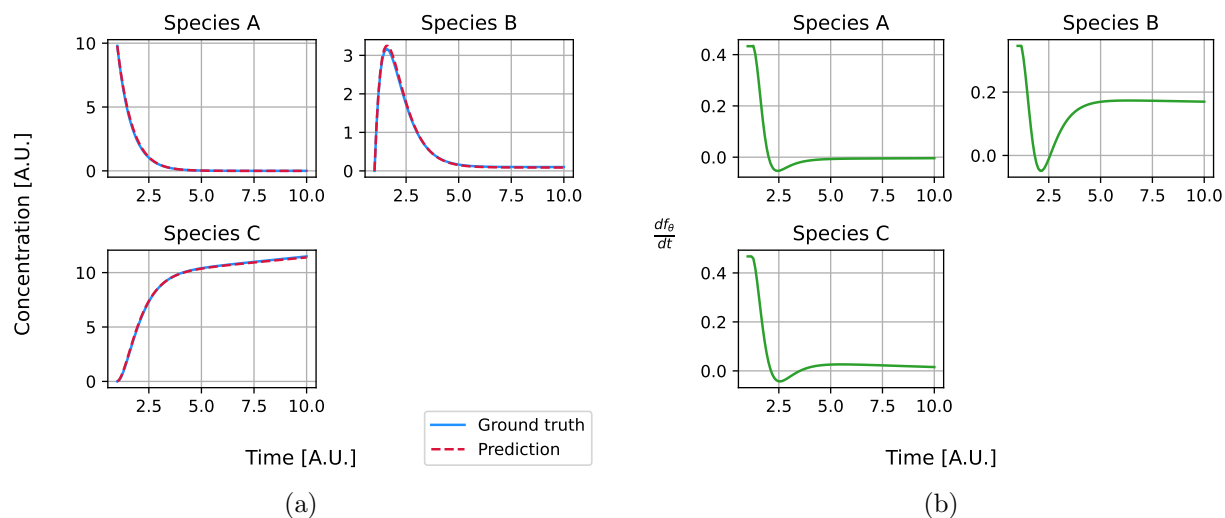 Species A
Species B
10
5
0
2.5 5.0 7.5 10.0
3
2
1
0
2.5 5.0 7.5 10.0
Species C
10
5
0
2.5 5.0 7.5 10.0
Concentration [A.U.]
Time [A.U.]
Ground truth
Prediction
(a)
Species A
Species B
0.4
0.2
0.0
2.5 5.0 7.5 10.0
0.2
0.0
2.5 5.0 7.5 10.0
Species C
0.4
0.2
0.0
2.5 5.0 7.5 10.0
df_θ
dt
Time [A.U.]
(b)